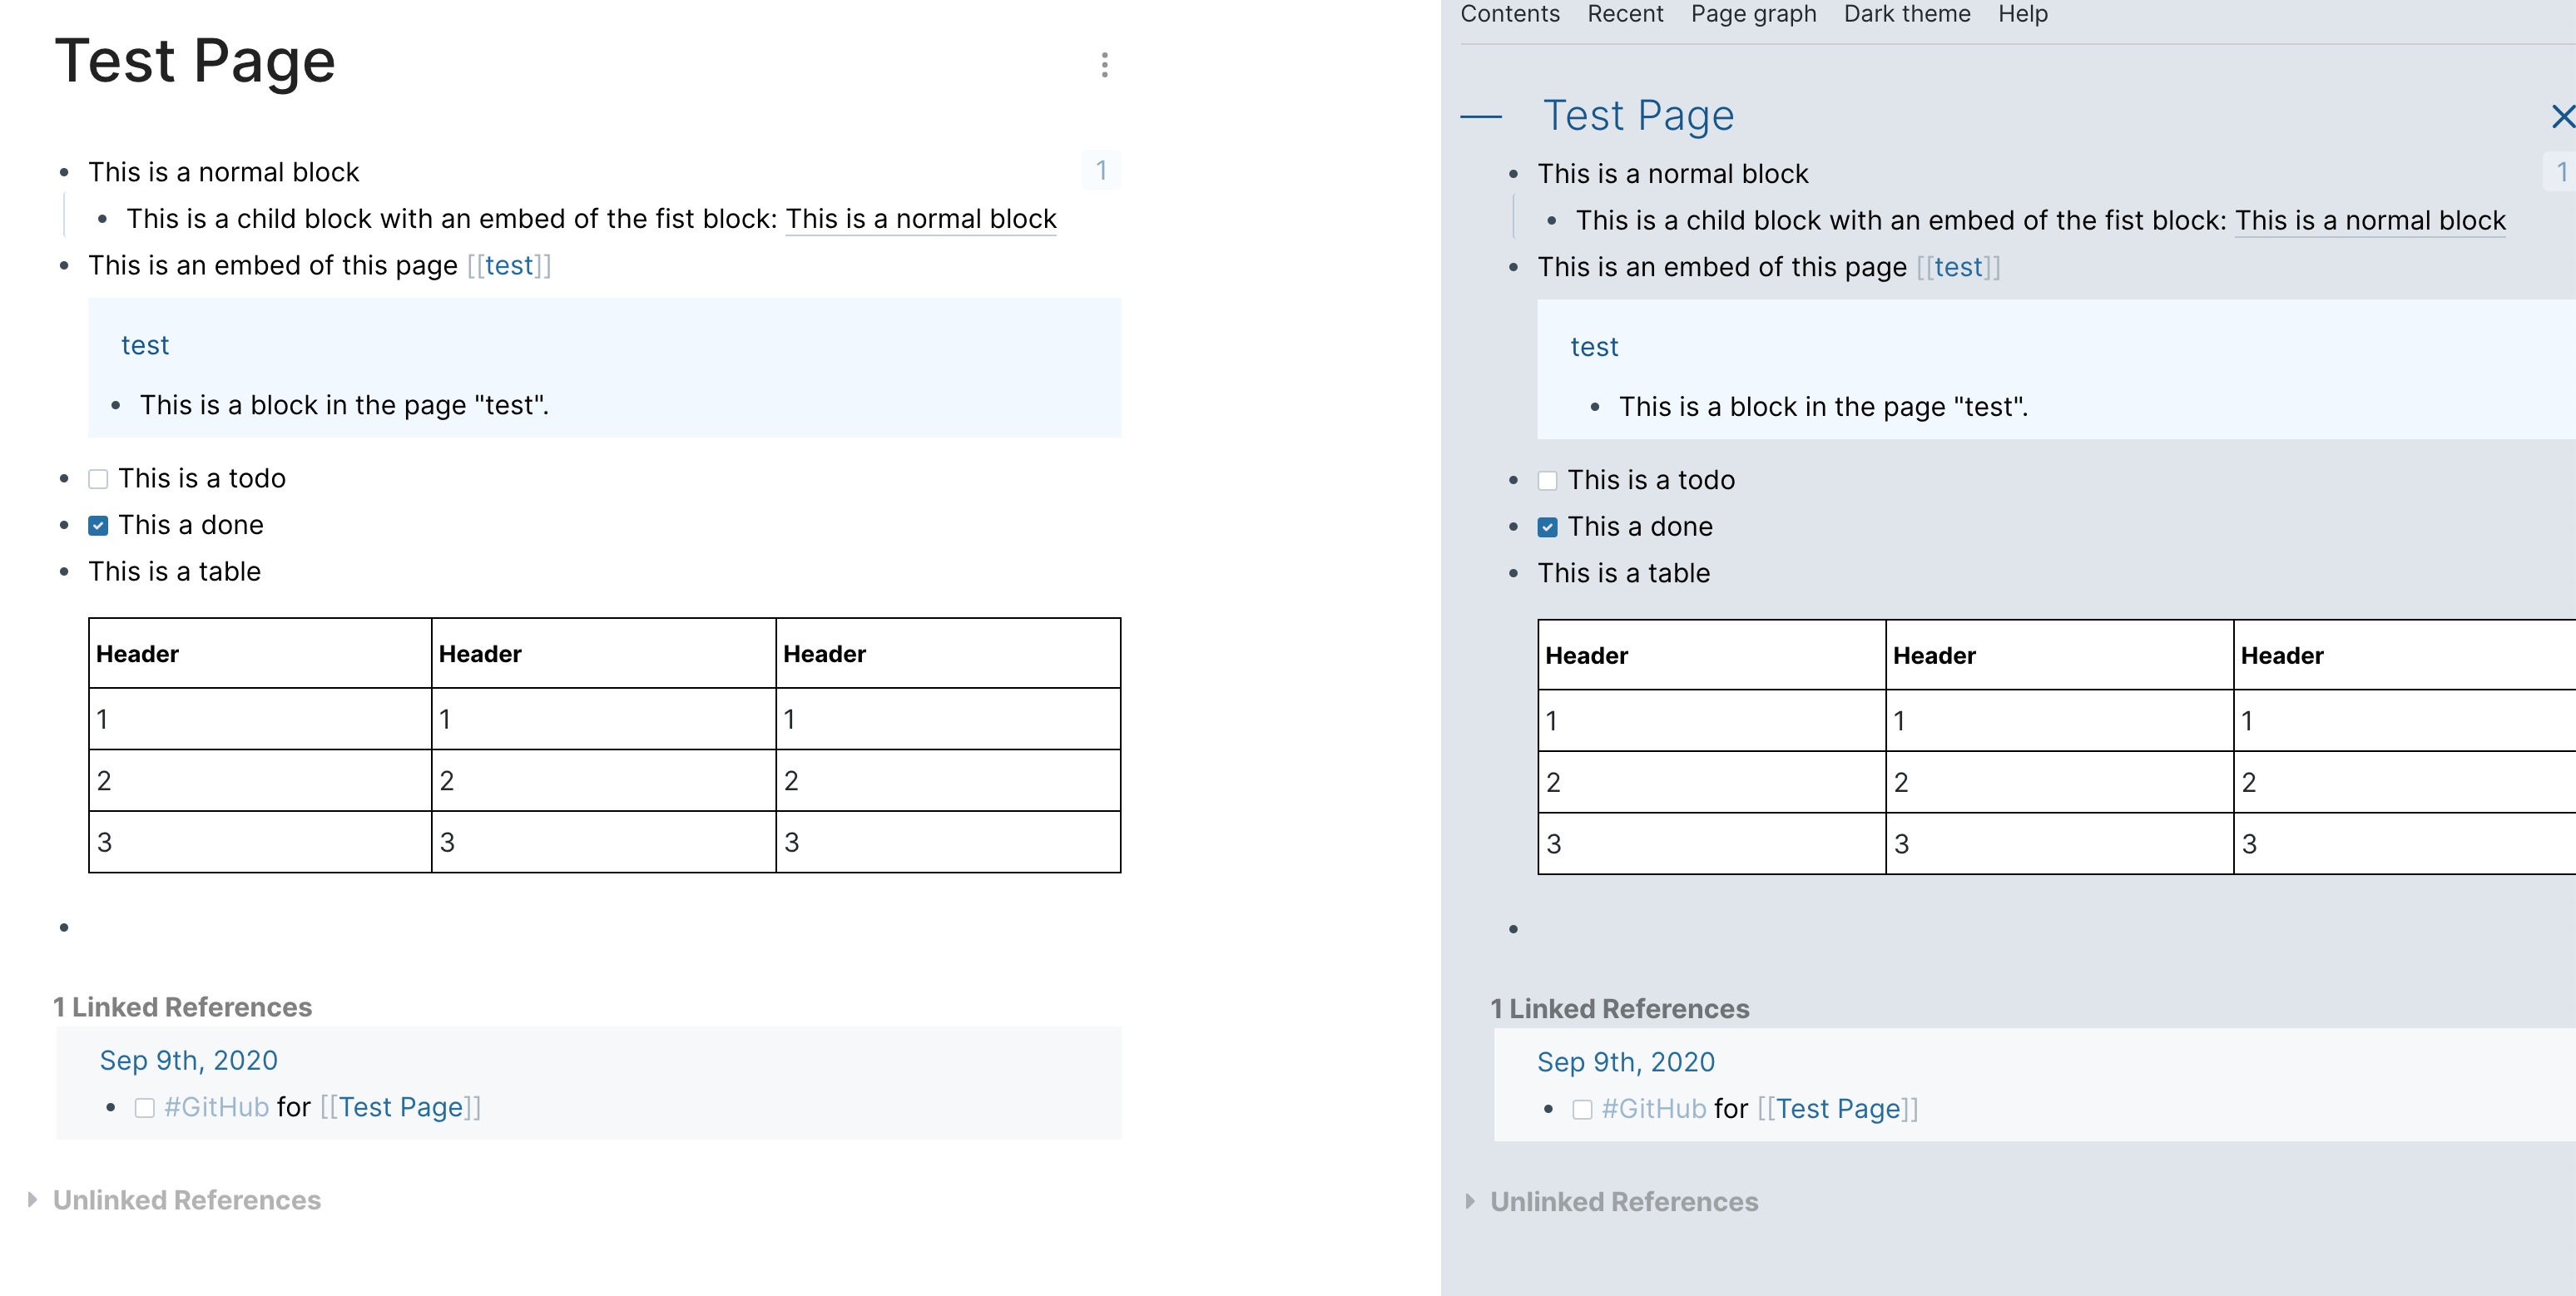 Test Page
This is a normal block 1
This is a child block with an embed of the fist block: This is a normal block
This is an embed of this page [[test]]
test
This is a block in the page "test".
This is a todo
This a done
This is a table
Header Header Header
1 1 1
2 2 2
3 3 3
1 Linked References
Sep 9th, 2020
#GitHub for [[Test Page]]
Unlinked References
Contents Recent Page graph Dark theme Help
Test Page
This is a normal block 1
This is a child block with an embed of the fist block: This is a normal block
This is an embed of this page [[test]]
test
This is a block in the page "test".
This is a todo
This a done
This is a table
Header Header Header
1 1 1
2 2 2
3 3 3
1 Linked References
Sep 9th, 2020
#GitHub for [[Test Page]]
Unlinked References